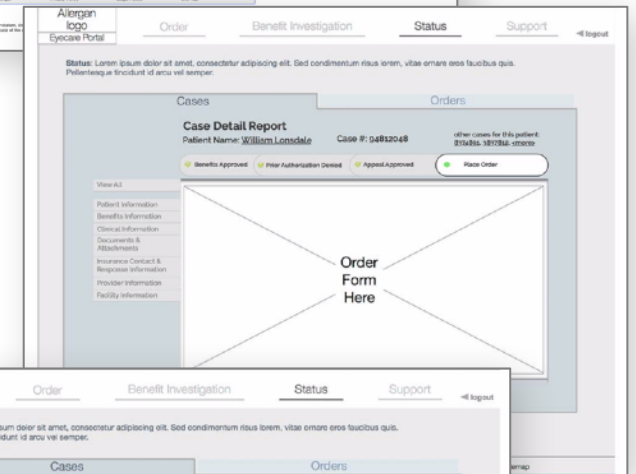 Allergan
logo
Eyecare Portal
Order
Benefit Investigation
Status
Support
logout
Status: Lorem ipsum dolor sit amet, consectetur adipiscing elit. Sed condimentum risus lorem, vitae ornare eros faucibus quis.
Pellentesque tincidunt id arcu vel semper.
Cases
Orders
Case Detail Report
Patient Name: William Lonsdale
Case #: 94812048
other cases for this patient:
Benefits Approved
Prior Authorization Denied
Appeal Approved
Place Order
View All
Patient Information
Benefits Information
Clinical Information
Documents &
Attachments
Insurance Contact &
Response Information
Provider Information
Facility Information
Order
Form
Here
Order
Benefit Investigation
Status
Support
logout
sum dolor sit amet, consectetur adipiscing elit. Sed condimentum risus lorem, vitae ornare eros faucibus quis.
idunt id arcu vel semper.
Cases
Orders
emap